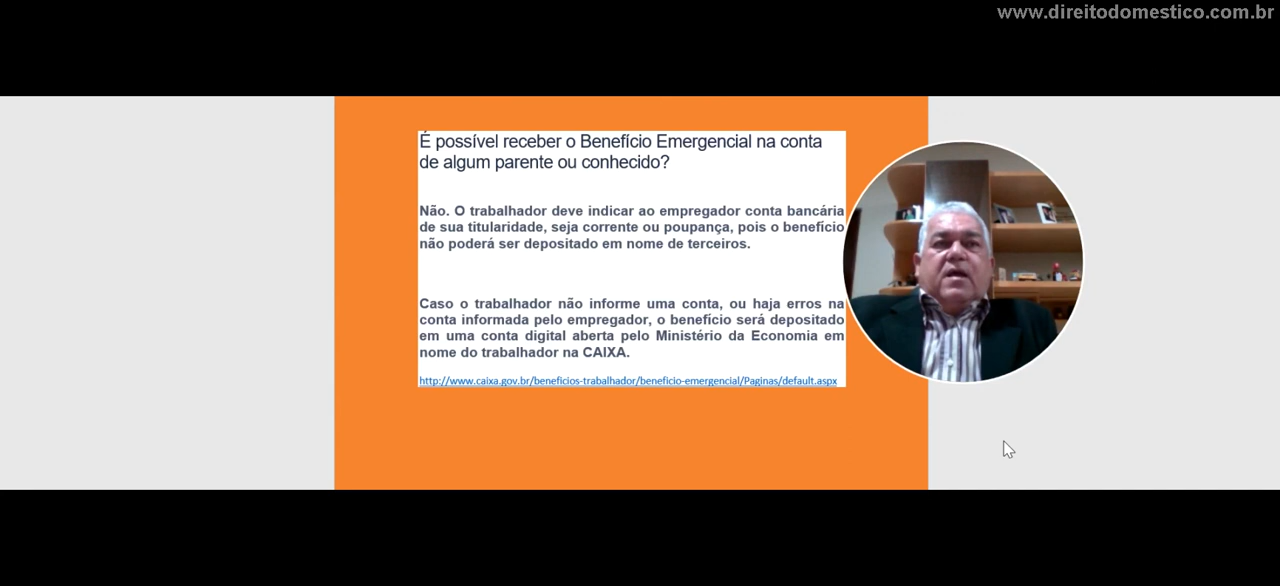 www.direitodomestico.com.br
É possível receber o Benefício Emergencial na conta
de algum parente ou conhecido?
Não. O trabalhador deve indicar ao empregador conta bancária
de sua titularidade, seja corrente ou poupança, pois o benefício
não poderá ser depositado em nome de terceiros.
Caso o trabalhador não informe uma conta, ou haja erros na
conta informada pelo empregador, o benefício será depositado
em uma conta digital aberta pelo Ministério da Economia em
nome do trabalhador na CAIXA.
http://www.caixa.gov.br/beneficios-trabalhador/beneficio-emergencial/Paginas/default.aspx